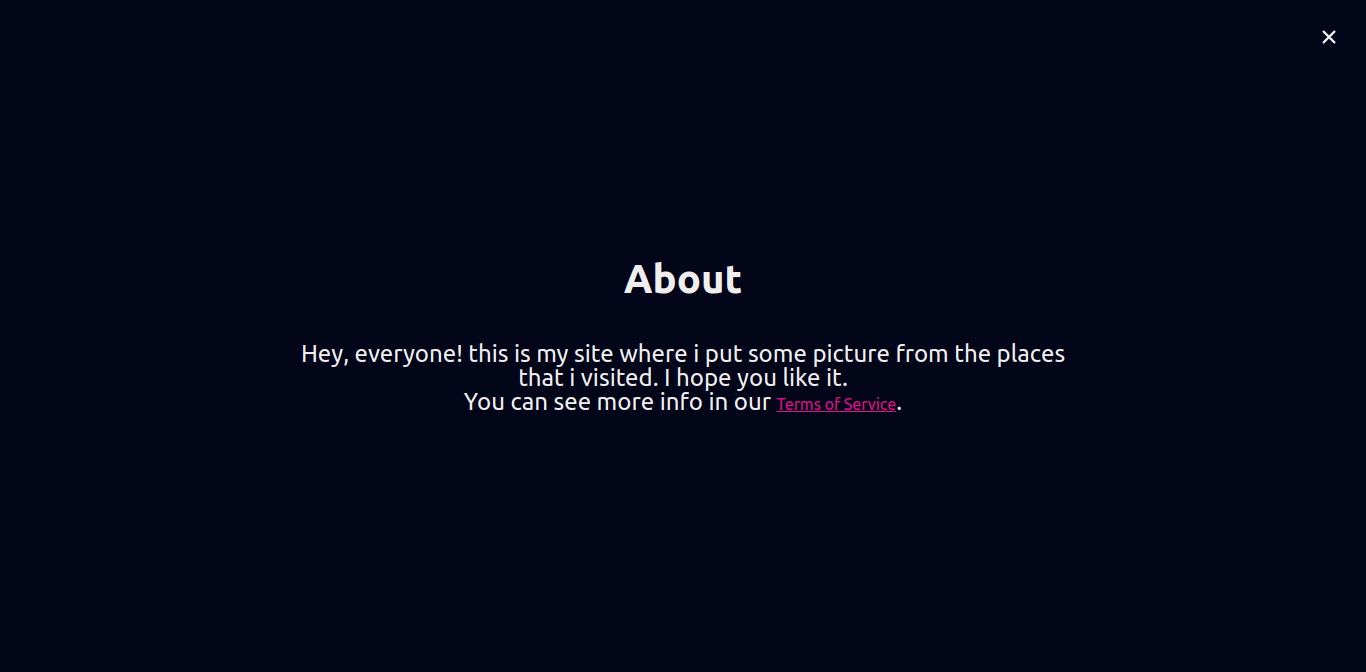 About
Hey, everyone! this is my site where i put some picture from the places
that i visited. I hope you like it.
You can see more info in our Terms of Service.